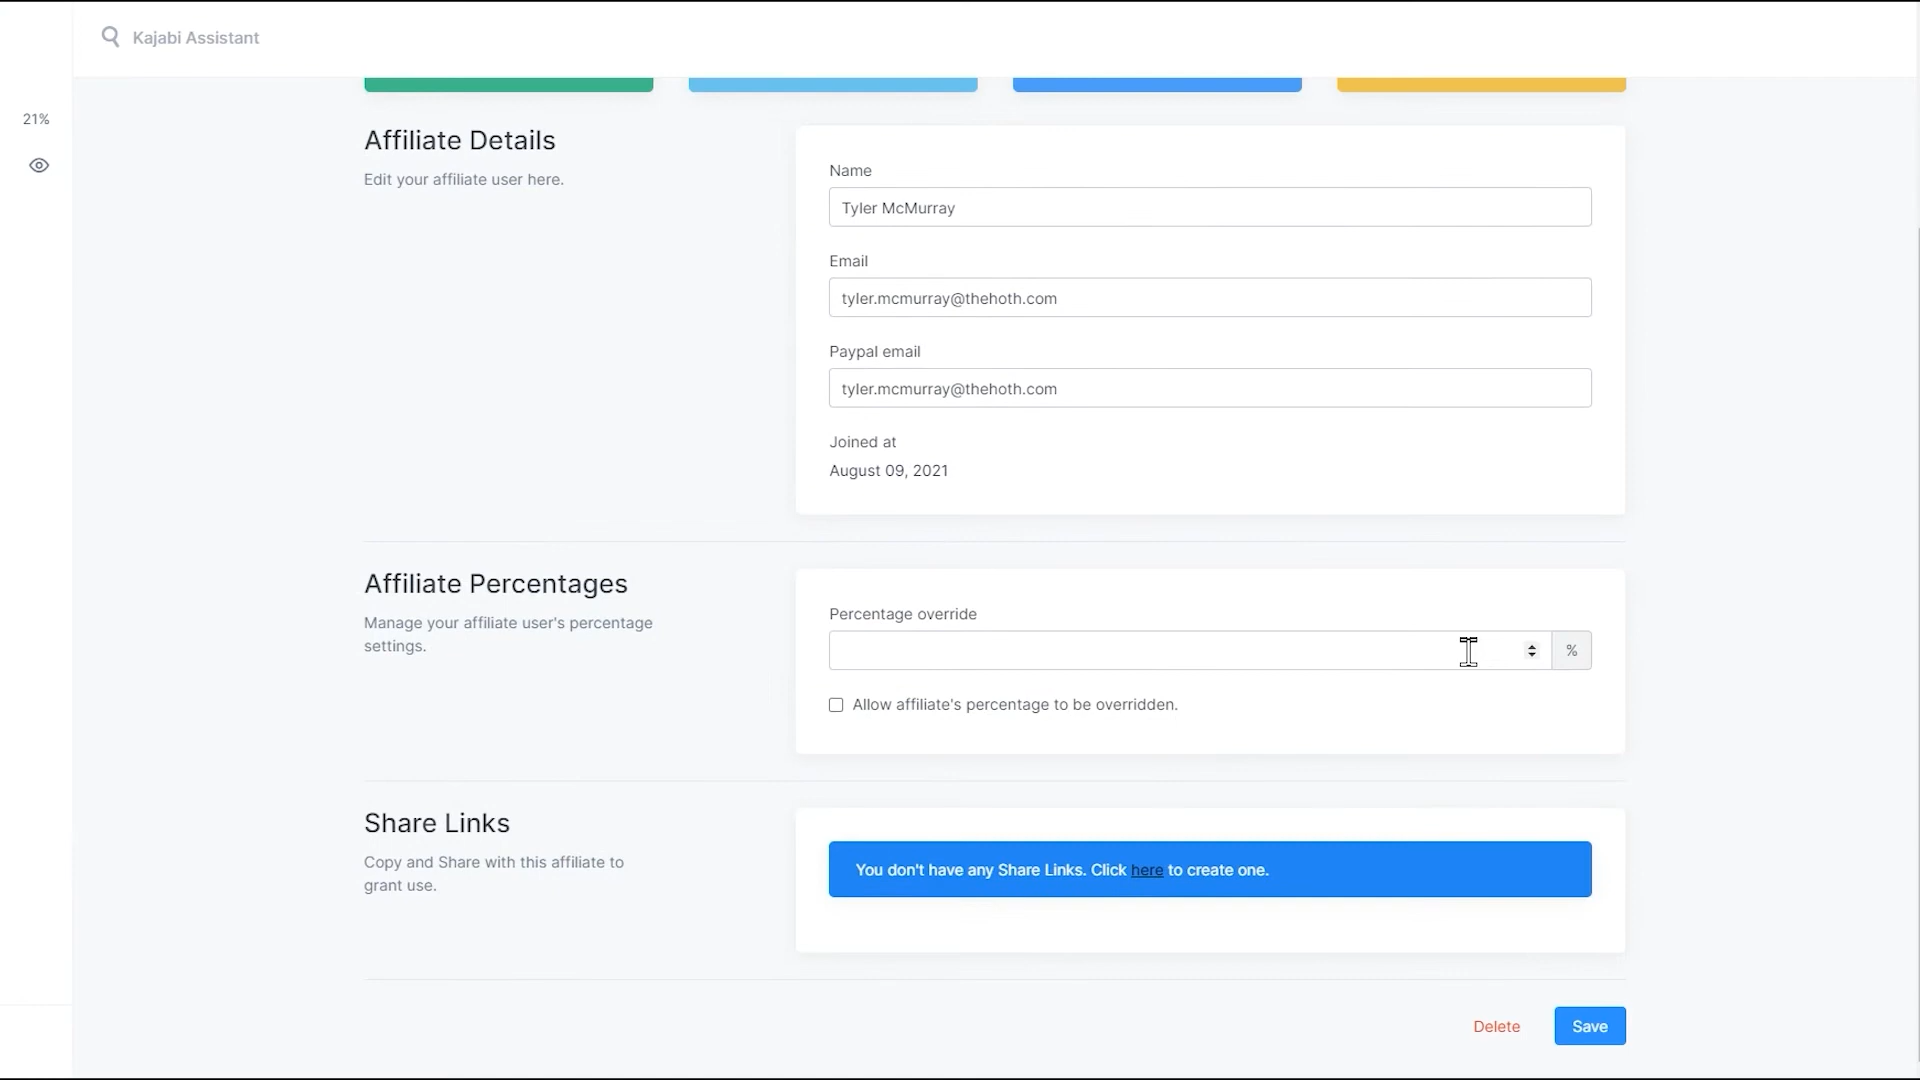 Kajabi Assistant
21%
Affiliate Details
Edit your affiliate user here.
Name
Tyler McMurray
Email
tyler.mcmurray@thehoth.com
Paypal email
tyler.mcmurray@thehoth.com
Joined at
August 09, 2021
Affiliate Percentages
Manage your affiliate user's percentage
settings.
Percentage override
%
Allow affiliate's percentage to be overridden.
Share Links
Copy and Share with this affiliate to
grant use.
You don't have any Share Links. Click here to create one.
Delete
Save